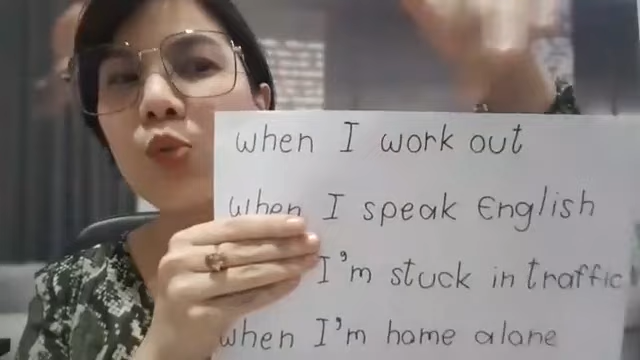 when I work out
when I speak English
I'm stuck in traffic
when I'm home alone